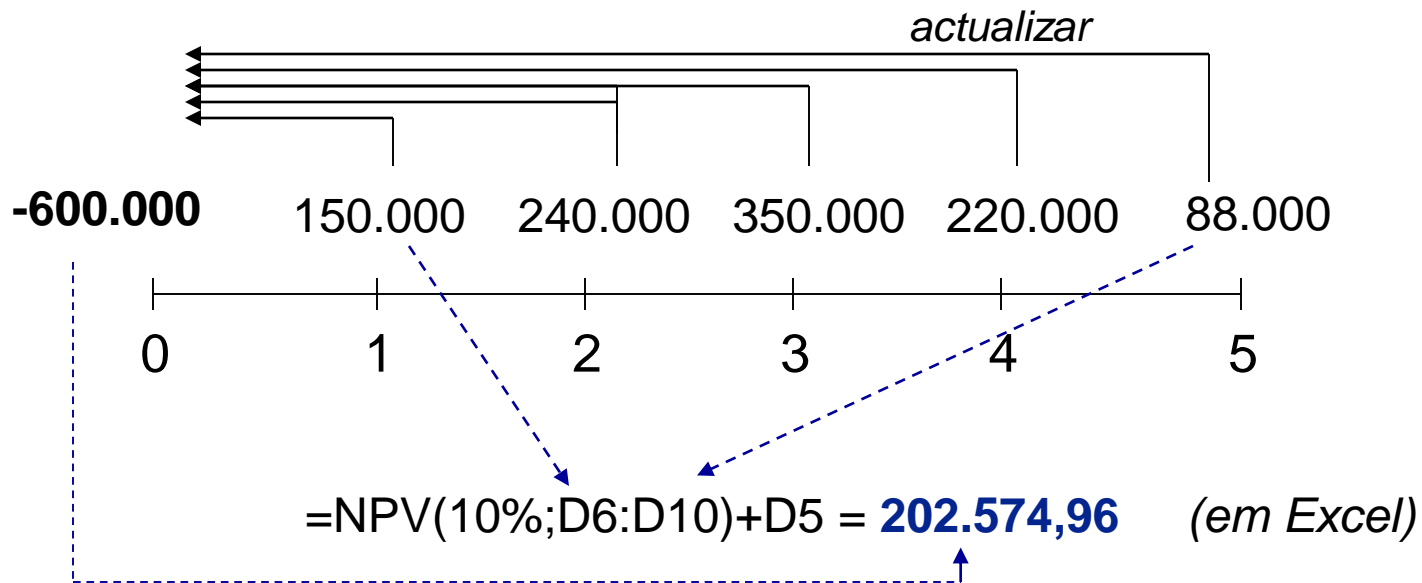 actualizar
-600.000 150.000 240.000 350.000 220.000 88.000
0 1 2 3 4 5
=NPV(10%;D6:D10)+D5 = 202.574,96 (em Excel)